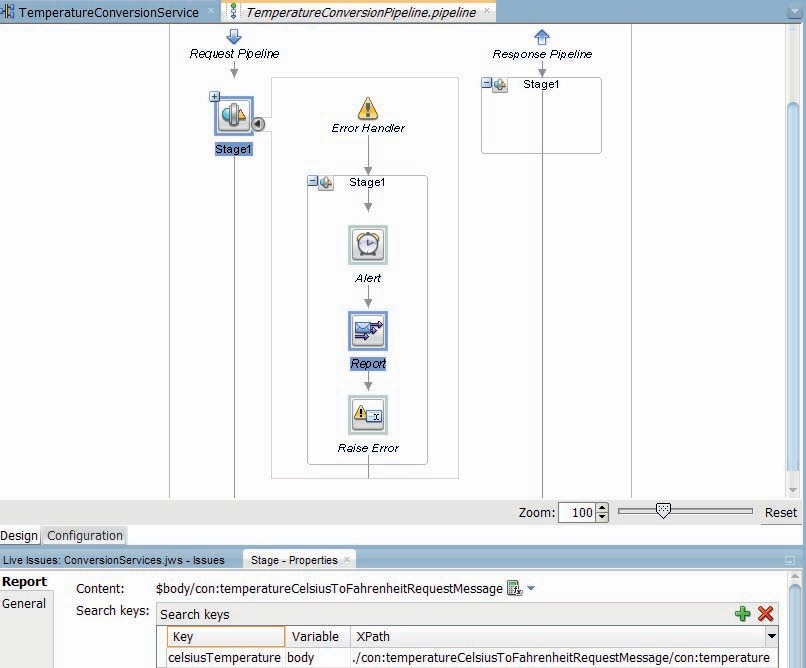 TemperatureConversionService
TemperatureConversionPipeline.pipeline
Request Pipeline
Response Pipeline
Stage1
Error Handler
Stage1
Stage1
Alert
Report
Raise Error
Zoom: 100 Reset
Design Configuration
Live Issues: ConversionServices.jws - Issues
Stage - Properties
Report
General
Content: $body/con:temperatureCelsiusToFahrenheitRequestMessage
Search keys: Search keys
Key Variable XPath
celsiusTemperature body ./con:temperatureCelsiusToFahrenheitRequestMessage/con:temperature